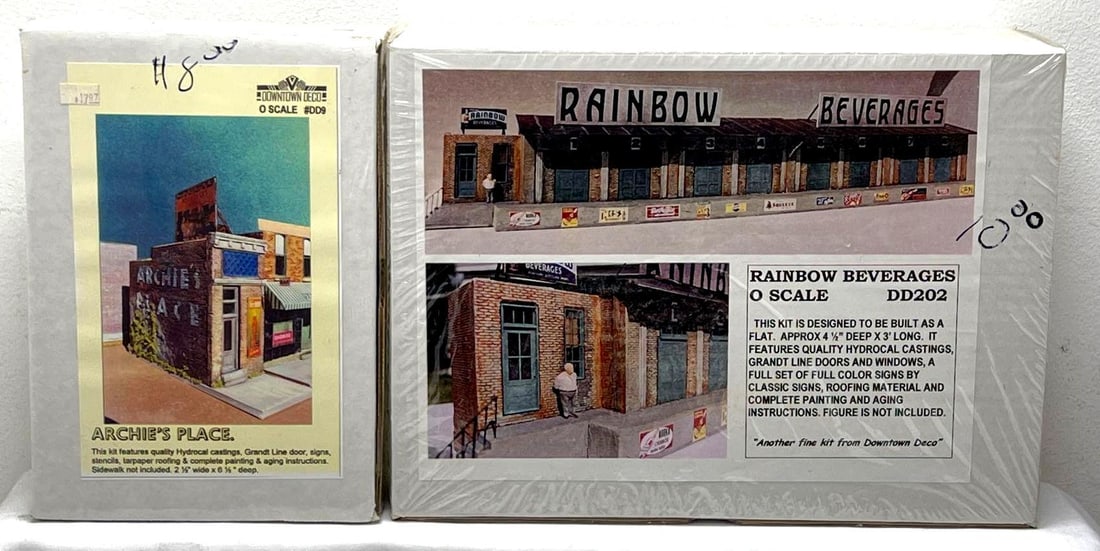 48.00
DOWNTOWN DECO
O SCALE #DD9
ARCHIE'S
PLACE
ARCHIE'S PLACE.
This kit features quality Hydrocal castings, Grandt Line door, signs,
stencils, tarpaper roofing & complete painting & aging instructions.
Sidewalk not included. 2 ½" wide x 6 ½ " deep.
RAINBOW BEVERAGES
RAINBOW
BEVERAGES
70.00
BEVERAGES
RAINBOW BEVERAGES
O SCALE DD202
THIS KIT IS DESIGNED TO BE BUILT AS A
FLAT. APPROX 4 ½" DEEP X 3' LONG. IT
FEATURES QUALITY HYDROCAL CASTINGS,
GRANDT LINE DOORS AND WINDOWS, A
FULL SET OF FULL COLOR SIGNS BY
CLASSIC SIGNS, ROOFING MATERIAL AND
COMPLETE PAINTING AND AGING
INSTRUCTIONS. FIGURE IS NOT INCLUDED.
"Another fine kit from Downtown Deco"